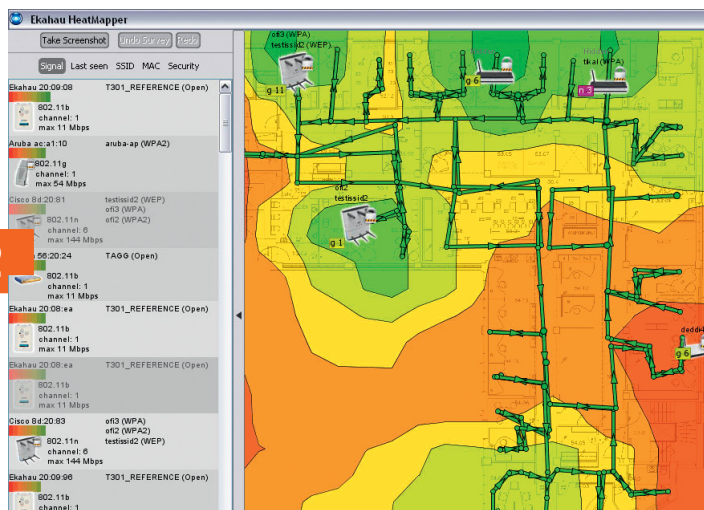 Ekahau HeatMapper
Take Screenshot Undo Survey Redo
Signal Last seen SSID MAC Security
Ekahau 20:09:08 T301_REFERENCE (Open)
802.11b
channel: 1
max 11 Mbps
Aruba ac:a1:10 aruba-ap (WPA2)
802.11g
channel: 1
max 54 Mbps
Cisco 8d:20:81 testissid2 (WEP)
ofi3 (WPA)
802.11n ofi2 (WPA2)
channel: 6
max 144 Mbps
56:20:24 TAGG (Open)
802.11b
channel: 1
max 11 Mbps
Ekahau 20:08:ea T301_REFERENCE (Open)
802.11b
channel: 1
max 11 Mbps
Ekahau 20:08:ea T301_REFERENCE (Open)
802.11b
channel: 1
max 11 Mbps
Cisco 8d:20:83 ofi3 (WPA)
ofi2 (WPA2)
802.11n testissid2 (WEP)
channel: 6
max 144 Mbps
Ekahau 20:09:96 T301_REFERENCE (Open)
802.11b
channel: 1
ofi3 (WPA)
testissid2 (WEP)
g 11
g 6
tikal (WPA)
n 3
ofi2
testissid2
g 1
g 6